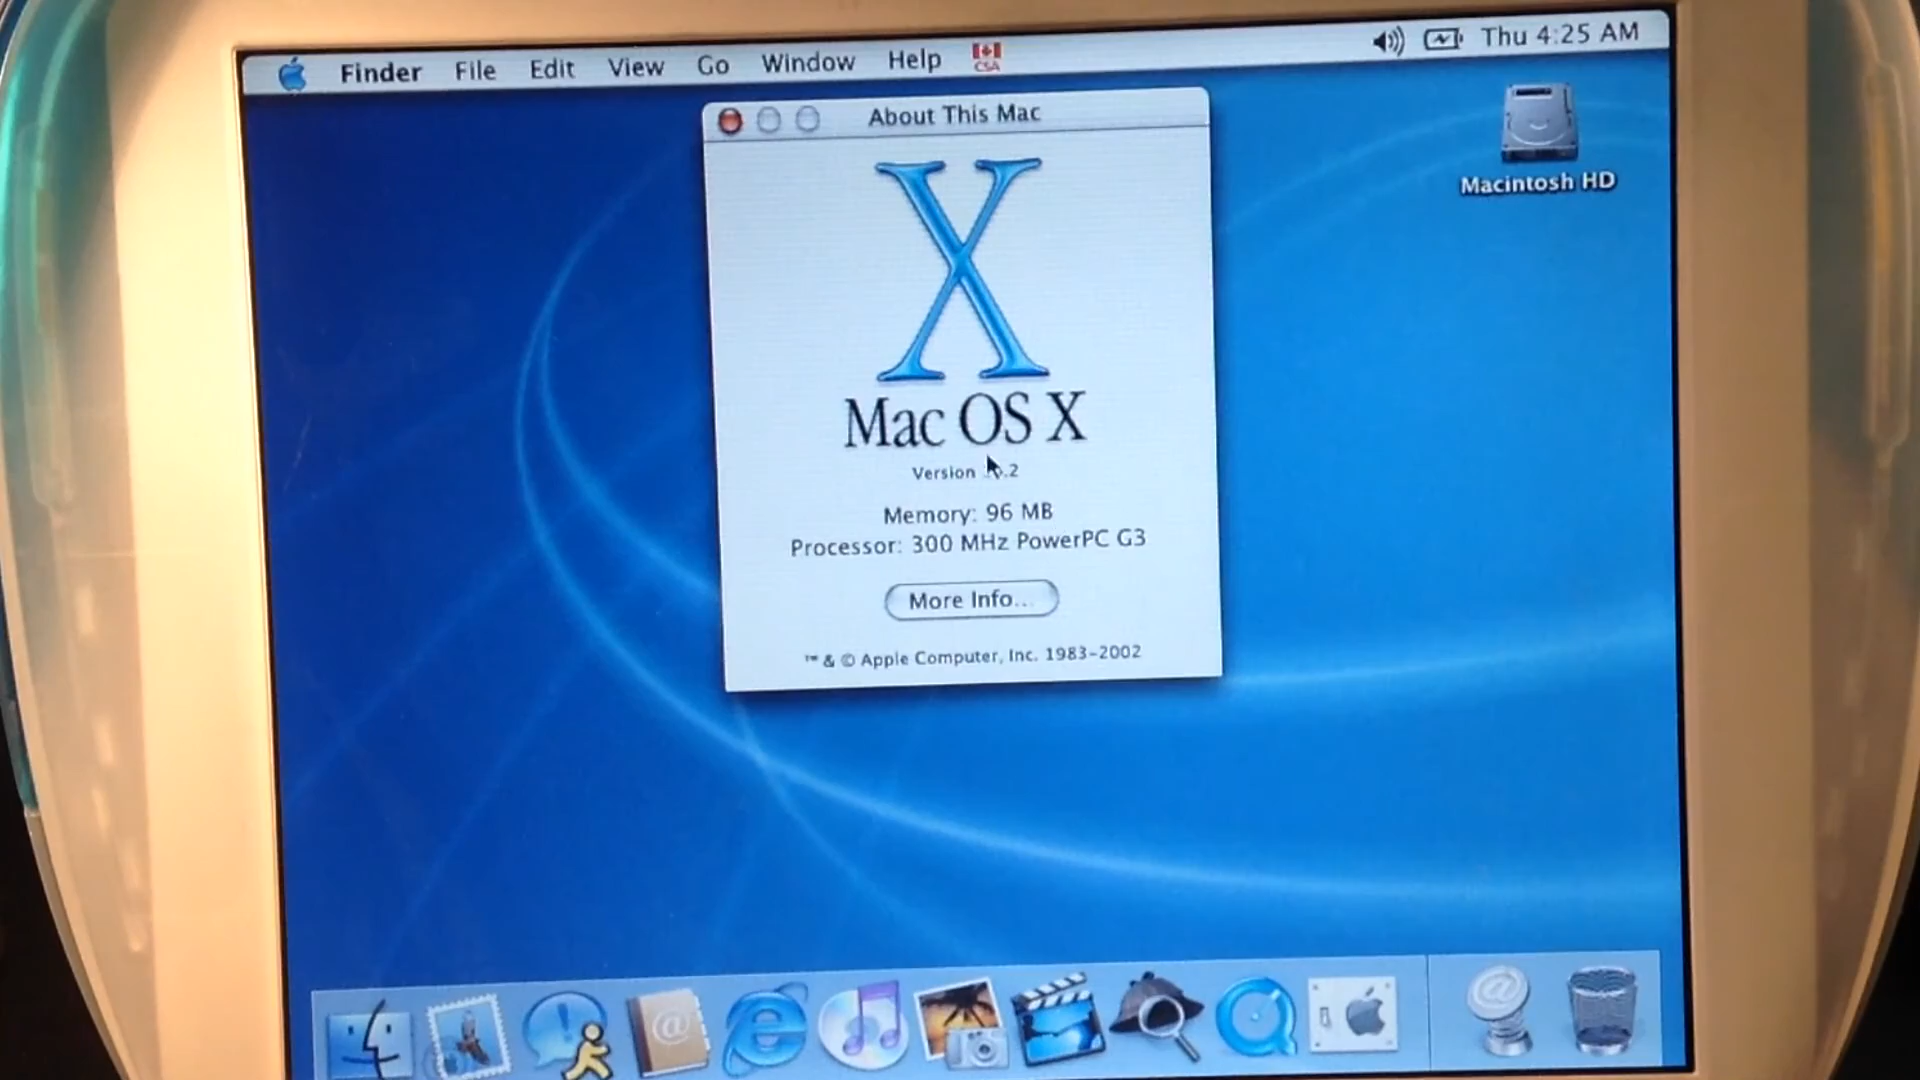 Finder File Edit View Go Window Help CSA Thu 4:25 AM
About This Mac
Macintosh HD
X
Mac OS X
Version .2
Memory: 96 MB
Processor: 300 MHz PowerPC G3
More Info...
™ & © Apple Computer, Inc. 1983-2002